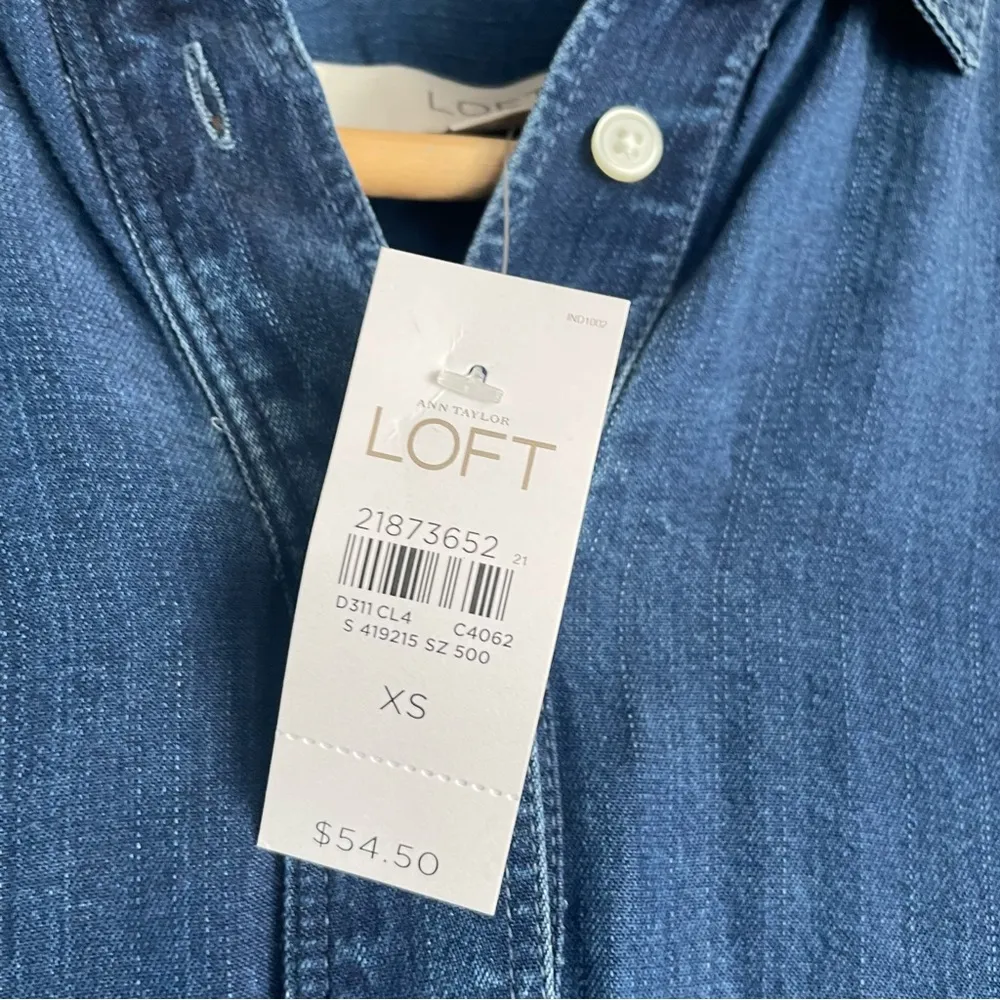 LOFT
IND1002
ANN TAYLOR
LOFT
21873652 21
D311 CL4 C4062
S 419215 SZ 500
XS
$54.50